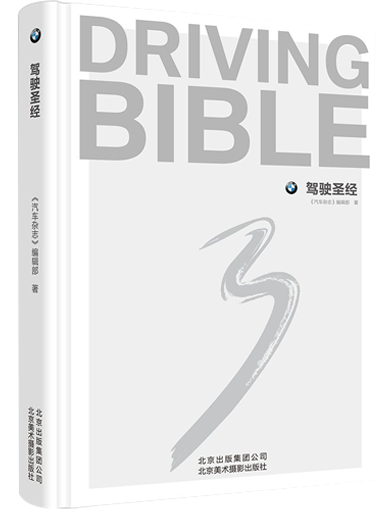 DRIVING
BIBLE
驾驶圣经
《汽车杂志》编辑部 著
北京出版集团公司
北京美术摄影出版社
驾驶圣经
《汽车杂志》 编辑部 著
北京出版集团公司
北京美术摄影出版社